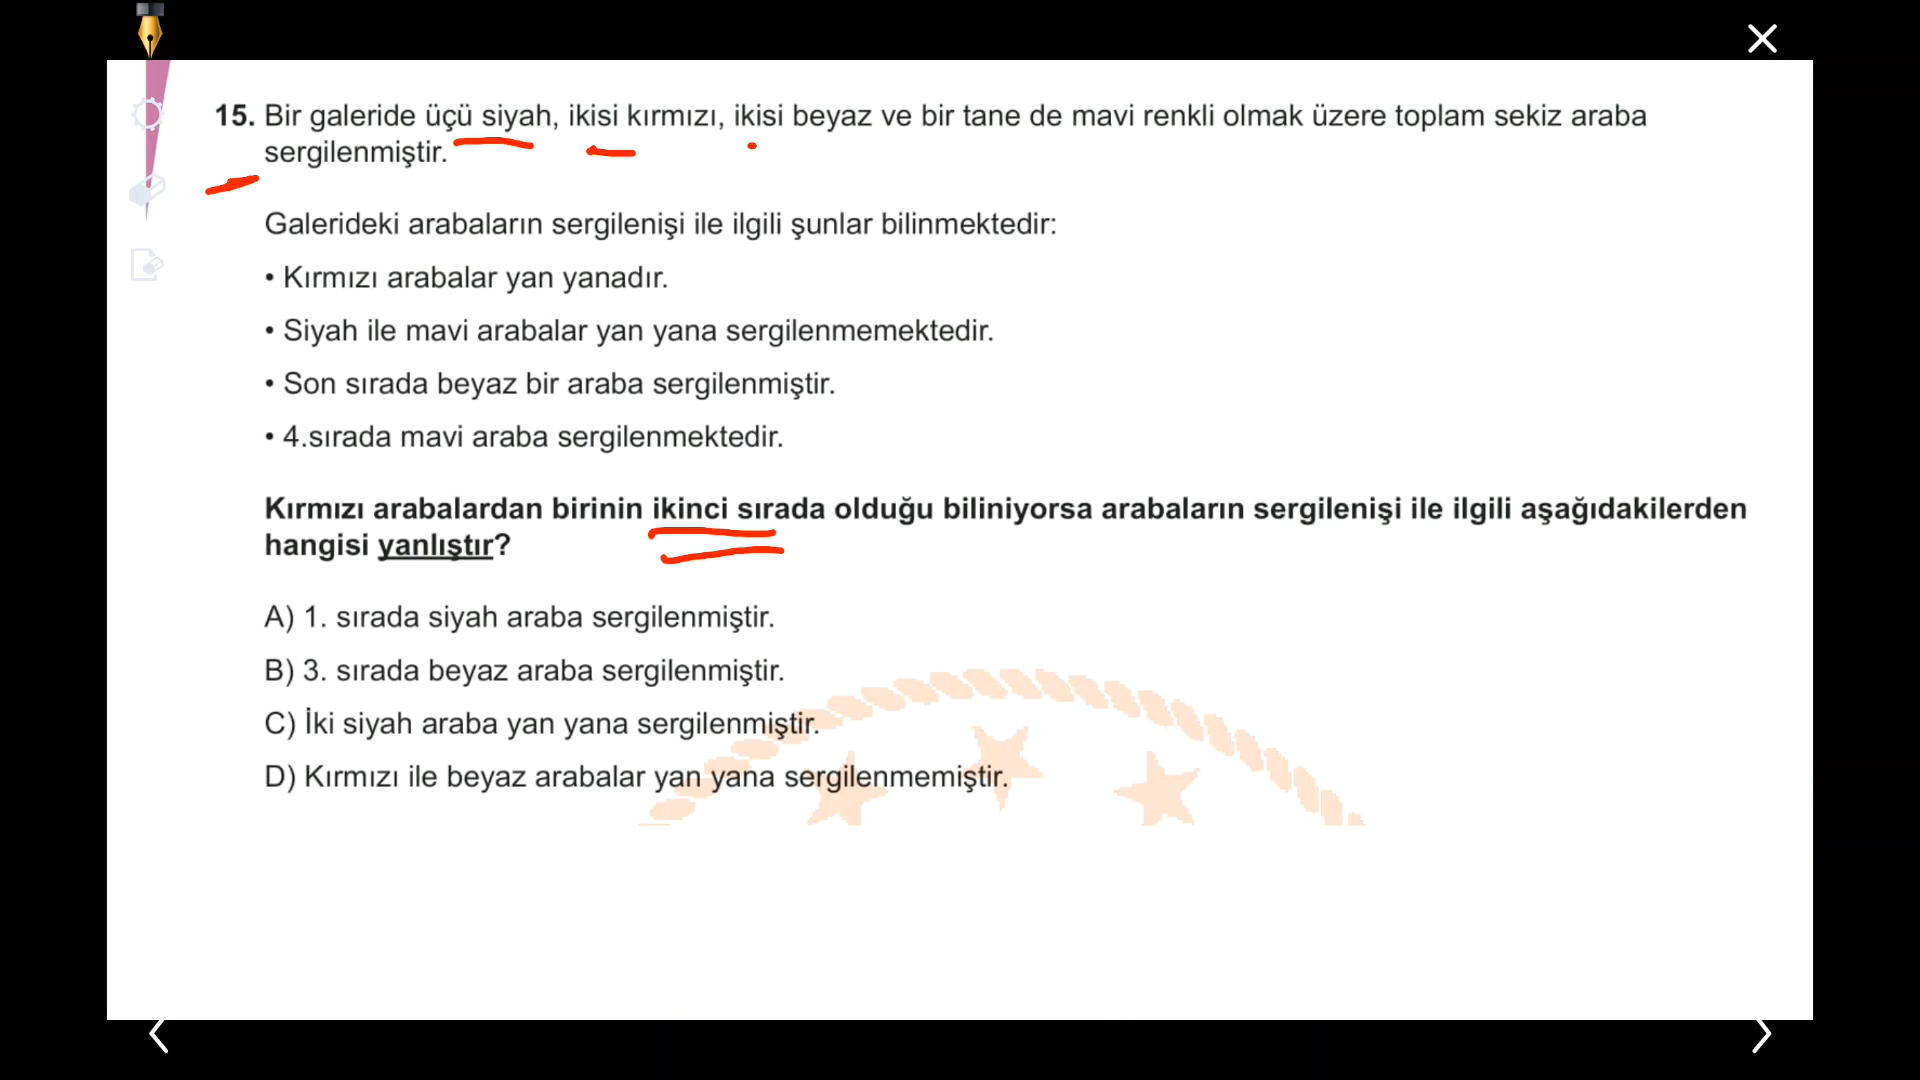 15. Bir galeride üçü siyah, ikisi kırmızı, ikisi beyaz ve bir tane de mavi renkli olmak üzere toplam sekiz araba
sergilenmiştir.
Galerideki arabaların sergilenişi ile ilgili şunlar bilinmektedir:
• Kırmızı arabalar yan yanadır.
• Siyah ile mavi arabalar yan yana sergilenmemektedir.
• Son sırada beyaz bir araba sergilenmiştir.
• 4.sırada mavi araba sergilenmektedir.
Kırmızı arabalardan birinin ikinci sırada olduğu biliniyorsa arabaların sergilenişi ile ilgili aşağıdakilerden
hangisi yanlıştır?
A) 1. sırada siyah araba sergilenmiştir.
B) 3. sırada beyaz araba sergilenmiştir.
C) İki siyah araba yan yana sergilenmiştir.
D) Kırmızı ile beyaz arabalar yan yana sergilenmemiştir.